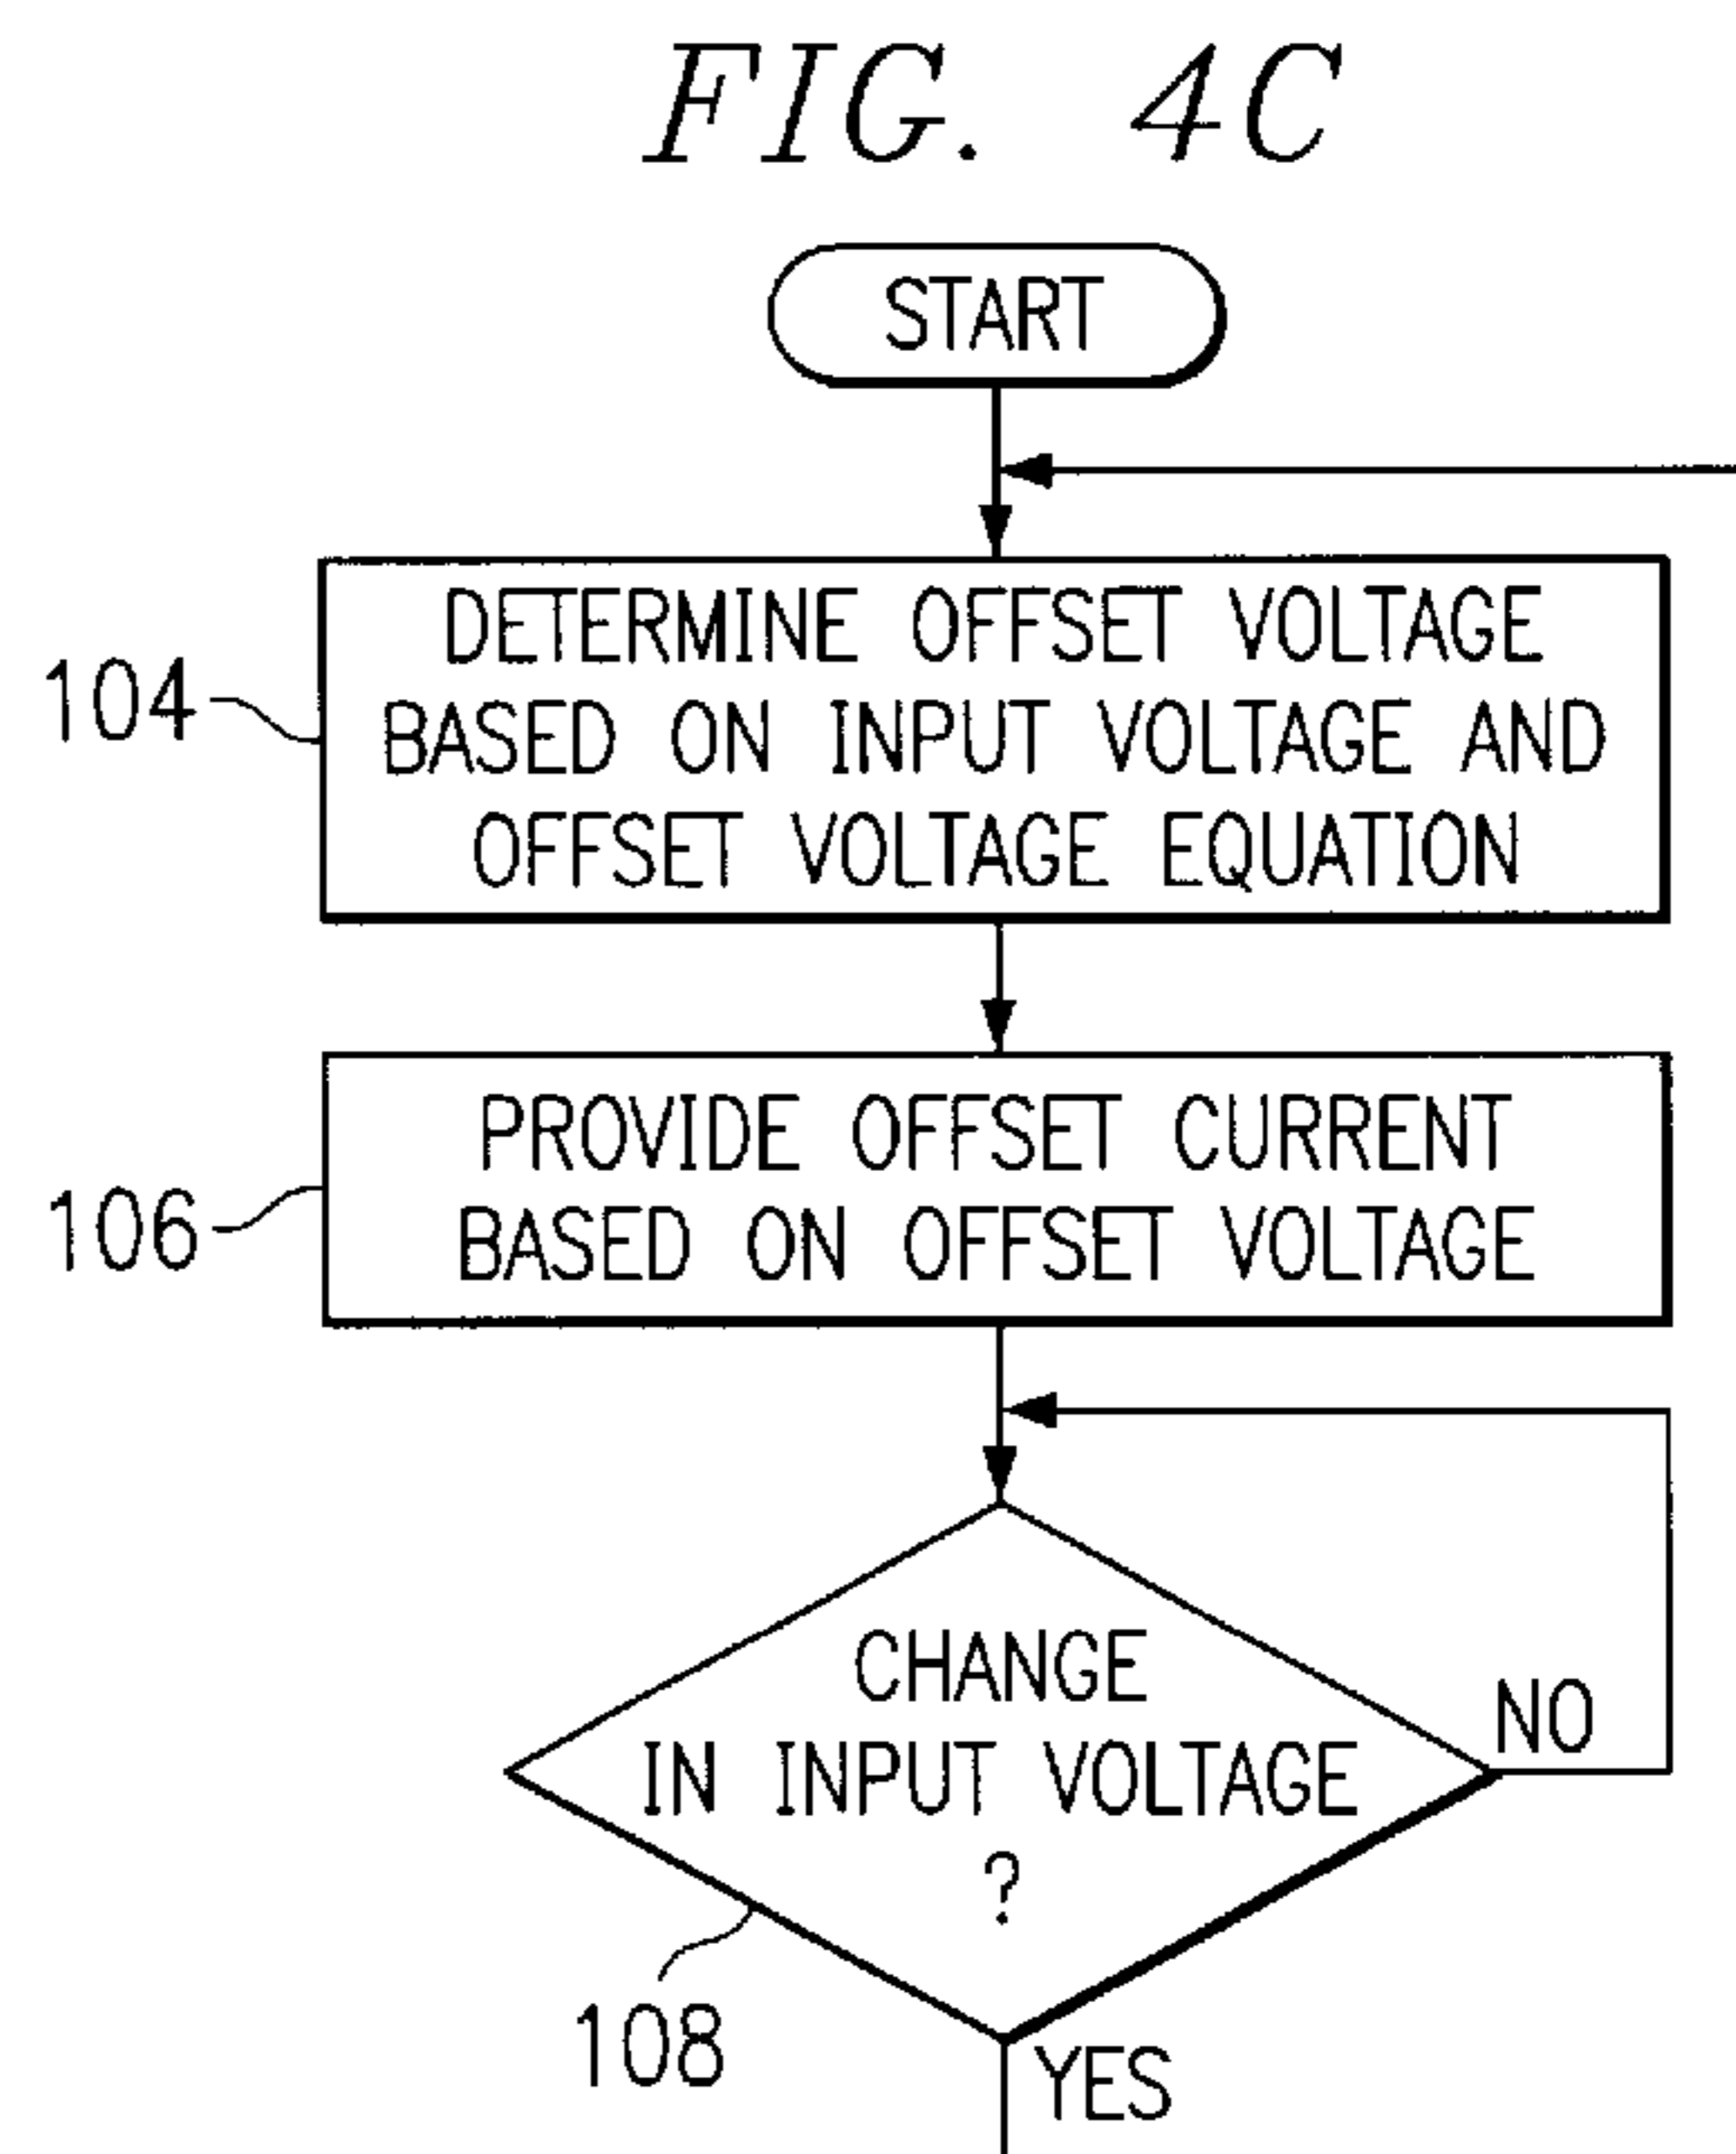 FIG. 4C
START
104
DETERMINE OFFSET VOLTAGE
BASED ON INPUT VOLTAGE AND
OFFSET VOLTAGE EQUATION
106
PROVIDE OFFSET CURRENT
BASED ON OFFSET VOLTAGE
CHANGE
IN INPUT VOLTAGE
?
NO
108
YES